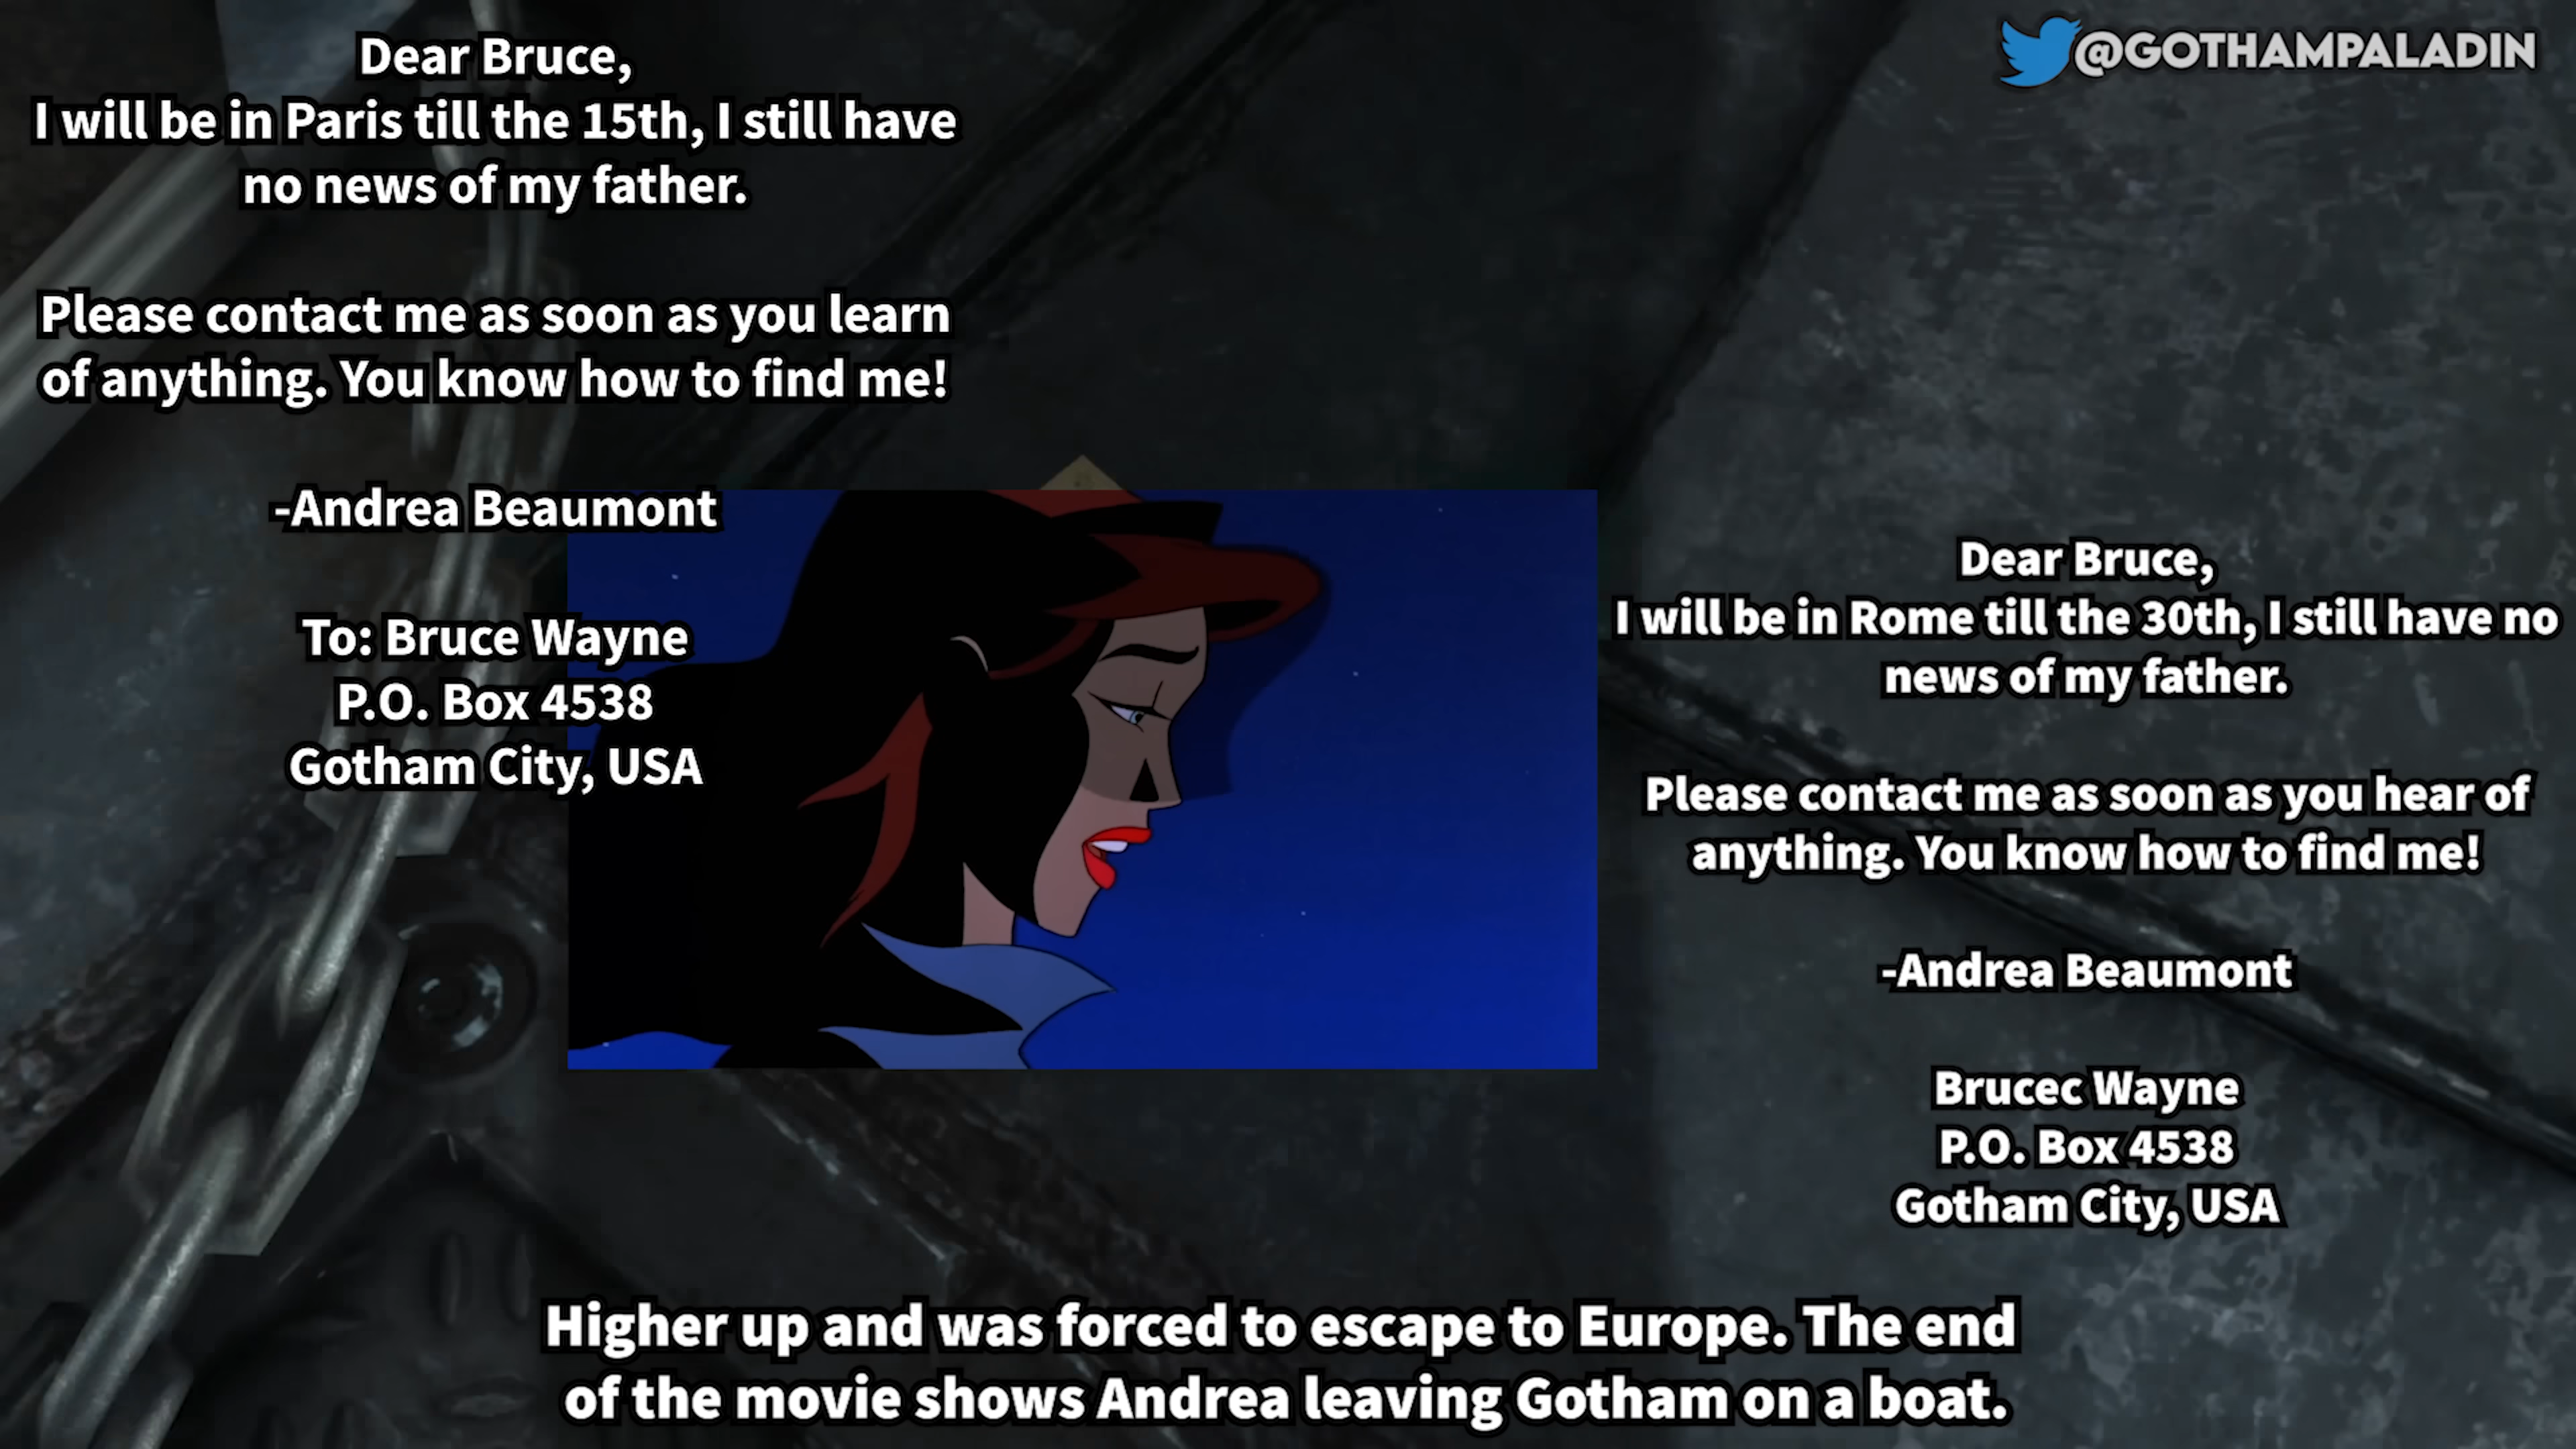 @GOTHAMPALADIN
Dear Bruce,
I will be in Paris till the 15th, I still have
no news of my father.
Please contact me as soon as you learn
of anything. You know how to find me!
-Andrea Beaumont
To: Bruce Wayne
P.O. Box 4538
Gotham City, USA
Dear Bruce,
I will be in Rome till the 30th, I still have no
news of my father.
Please contact me as soon as you hear of
anything. You know how to find me!
-Andrea Beaumont
Brucec Wayne
P.O. Box 4538
Gotham City, USA
Higher up and was forced to escape to Europe. The end
of the movie shows Andrea leaving Gotham on a boat.